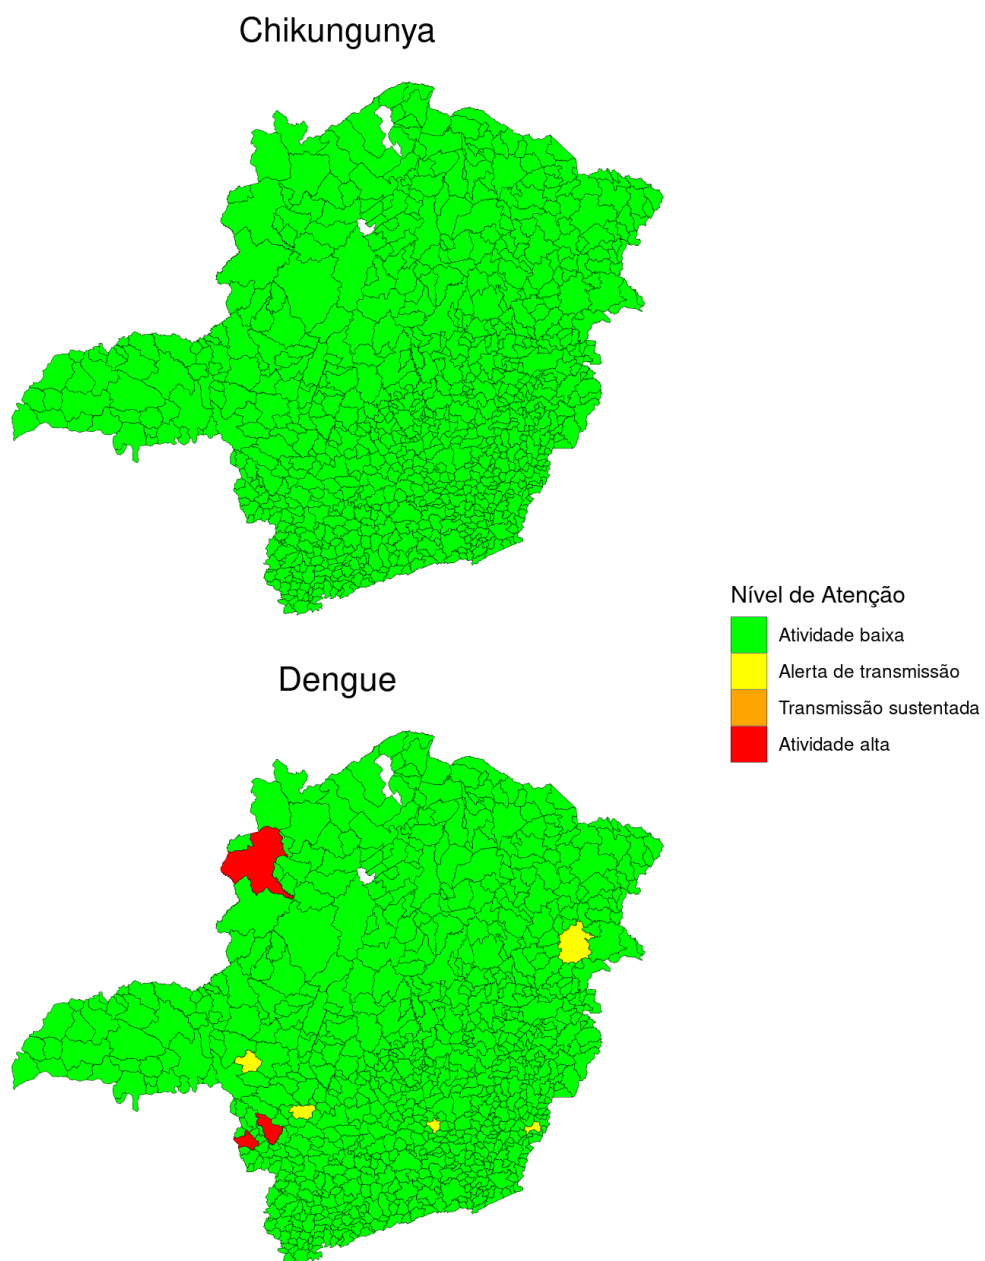 Chikungunya
Nível de Atenção
Atividade baixa
Alerta de transmissão
Transmissão sustentada
Atividade alta
Dengue